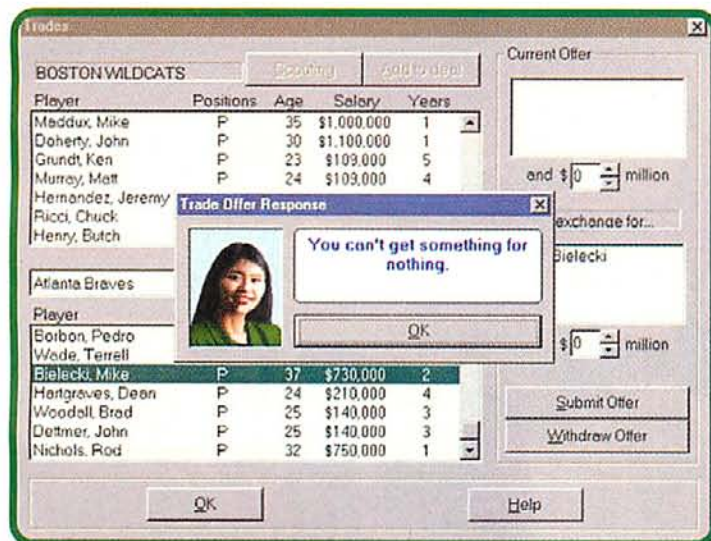 Trades
BOSTON WILDCATS
Scouting
Add to dept
Player Positions Age Salary Years
Maddux, Mike P 35 $1,000,000 1
Doherty, John P 30 $1,100,000 1
Grundt, Ken P 23 $109,000 5
Murray, Matt P 24 $109,000 4
Hernandez, Jeremy
Ricci, Chuck
Henry, Butch
Atlanta Braves
Player
Borbon, Pedro
Wade, Terrell
Bielecki, Mike P 37 $730,000 2
Hartgraves, Dean P 24 $210,000 4
Woodall, Brad P 25 $140,000 3
Dettmer, John P 25 $140,000 3
Nichols, Rod P 32 $750,000 1
OK
Help
Current Offer
and $ 0 million
exchange for...
Bielecki
$ 0 million
Submit Offer
Withdraw Offer
Trade Offer Response
You can't get something for
nothing.
OK